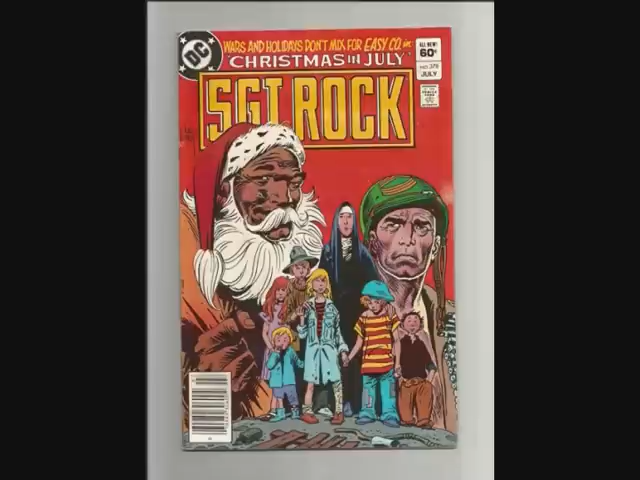 DC
WARS AND HOLIDAYS DON'T MIX FOR EASY CO. in
"CHRISTMAS IN JULY"
ALL NEW!
60¢
JULY
SGT ROCK